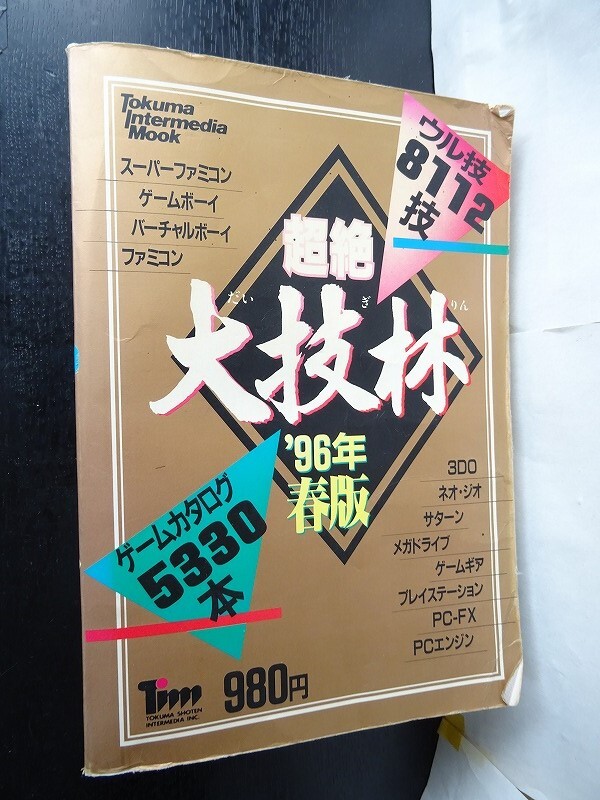 Tokuma
Intermedia
Mook
スーパーファミコン
ゲームボーイ
バーチャルボーイ
ファミコン
ウル技
8112
技
超絶
だい ぎ りん
大技林
'96年
春版
ゲームカタログ
5330
本
3DO
ネオ・ジオ
サターン
メガドライブ
ゲームギア
プレイステーション
PC-FX
PCエンジン
Tim
TOKUMA SHOTEN
INTERMEDIA INC.
980円